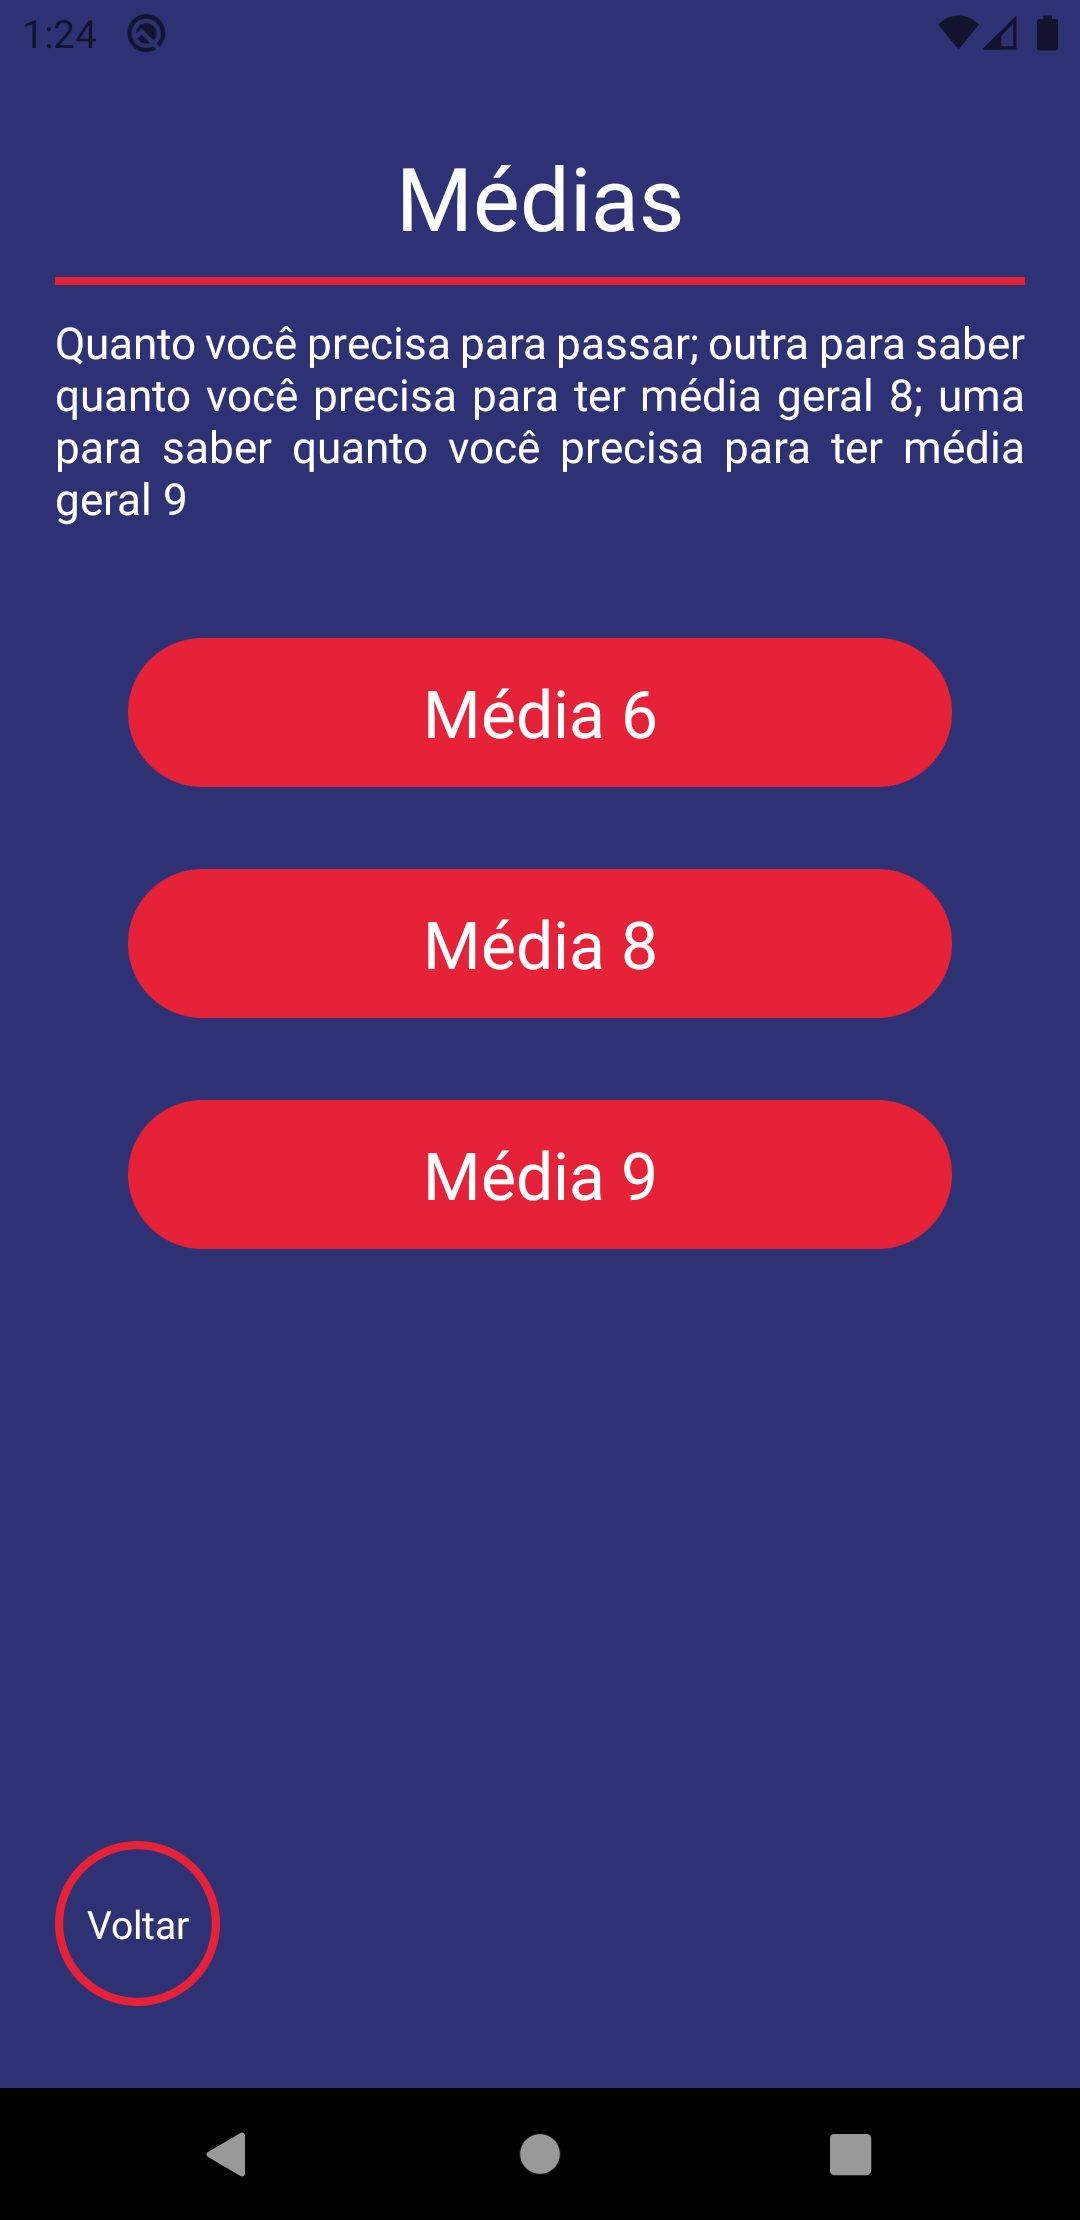 1:24
Médias
Quanto você precisa para passar; outra para saber
quanto você precisa para ter média geral 8; uma
para saber quanto você precisa para ter média
geral 9
Média 6
Média 8
Média 9
Voltar